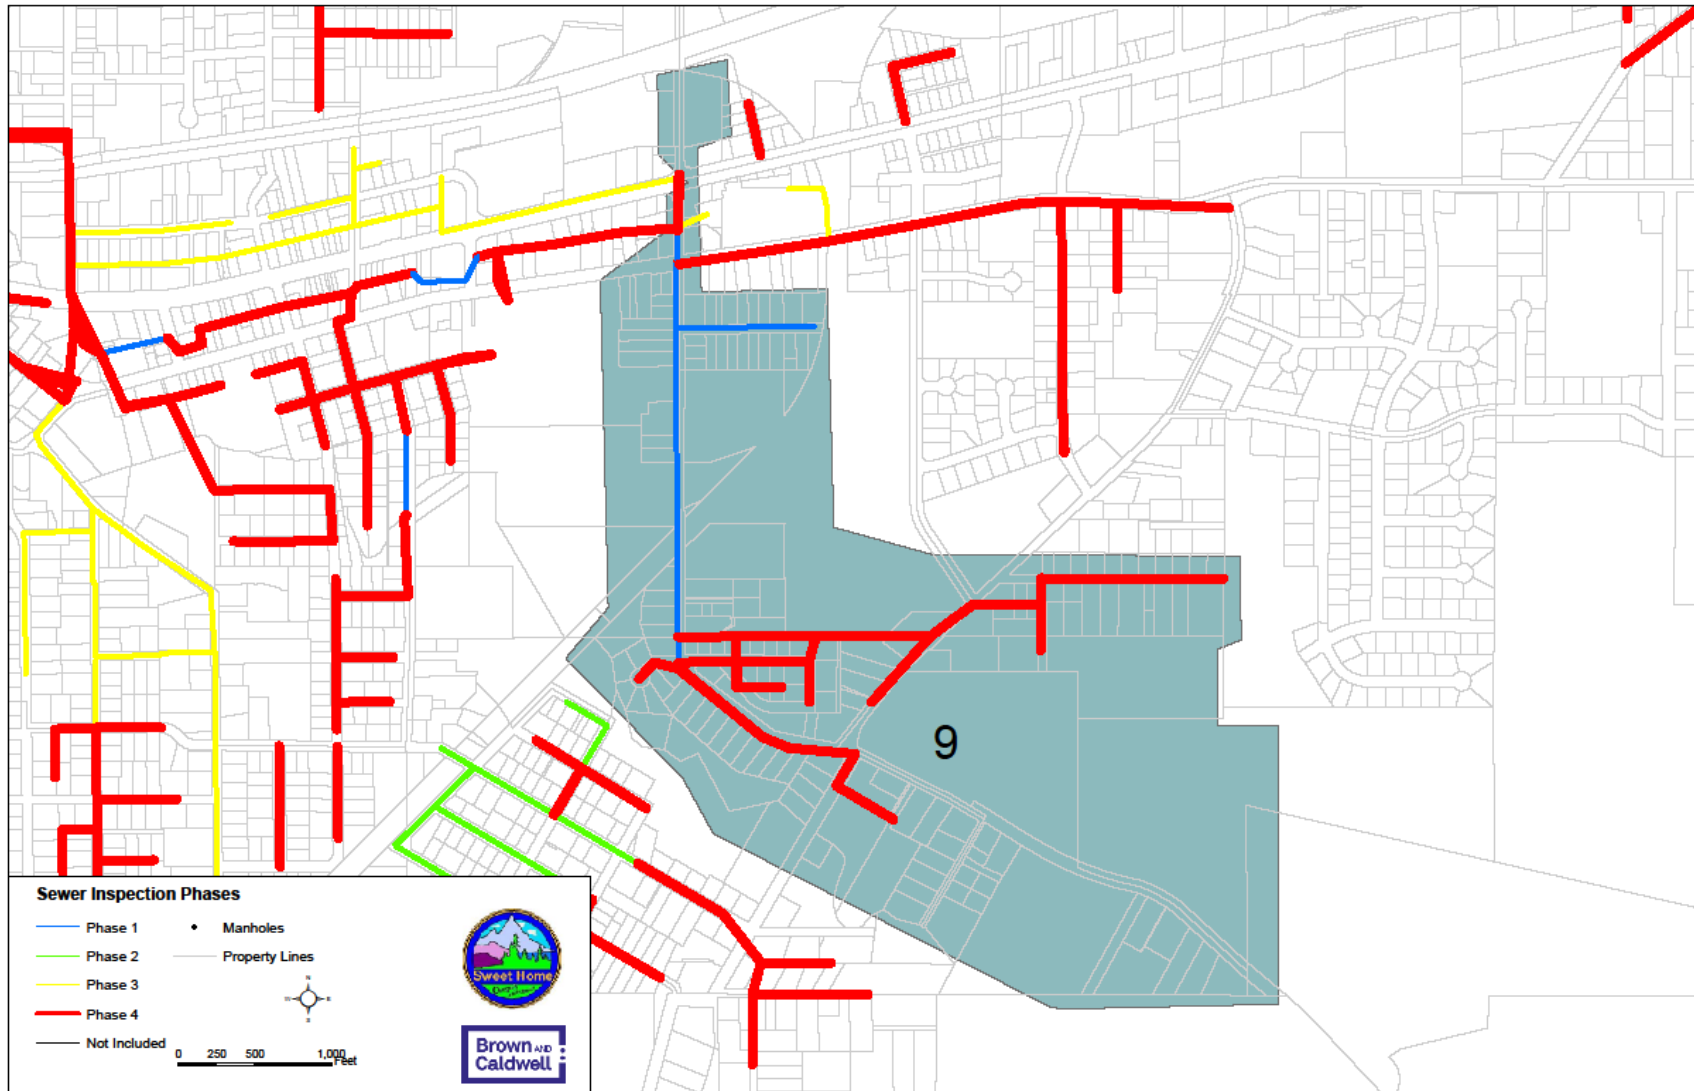 9
Sewer Inspection Phases
Phase 1
Manholes
Phase 2
Property Lines
Phase 3
Phase 4
Not Included
N
W
E
S
0 250 500 1,000
Feet
Sweet Home
Brown AND
Caldwell